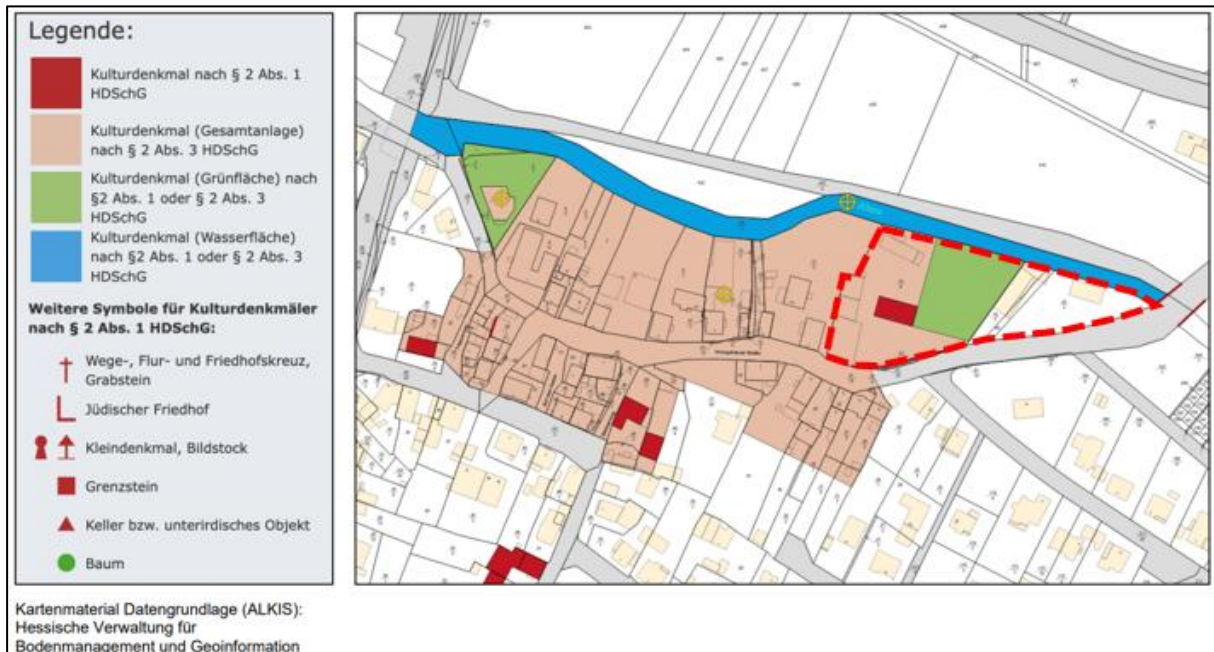 Legende:
Kulturdenkmal nach § 2 Abs. 1
HDSchG
Kulturdenkmal (Gesamtanlage)
nach § 2 Abs. 3 HDSchG
Kulturdenkmal (Grünfläche) nach
§2 Abs. 1 oder § 2 Abs. 3
HDSchG
Kulturdenkmal (Wasserfläche)
nach §2 Abs. 1 oder § 2 Abs. 3
HDSchG
Weitere Symbole für Kulturdenkmäler
nach § 2 Abs. 1 HDSchG:
Wege-, Flur- und Friedhofskreuz,
Grabstein
Jüdischer Friedhof
Kleindenkmal, Bildstock
Grenzstein
Keller bzw. unterirdisches Objekt
Baum
Kartenmaterial Datengrundlage (ALKIS):
Hessische Verwaltung für
Bodenmanagement und Geoinformation